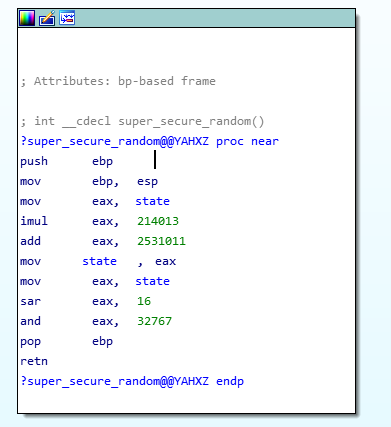 ; Attributes: bp-based frame
; int __cdecl super_secure_random()
?super_secure_random@@YAHXZ proc near
push ebp
mov ebp, esp
mov eax, state
imul eax, 214013
add eax, 2531011
mov state , eax
mov eax, state
sar eax, 16
and eax, 32767
pop ebp
retn
?super_secure_random@@YAHXZ endp